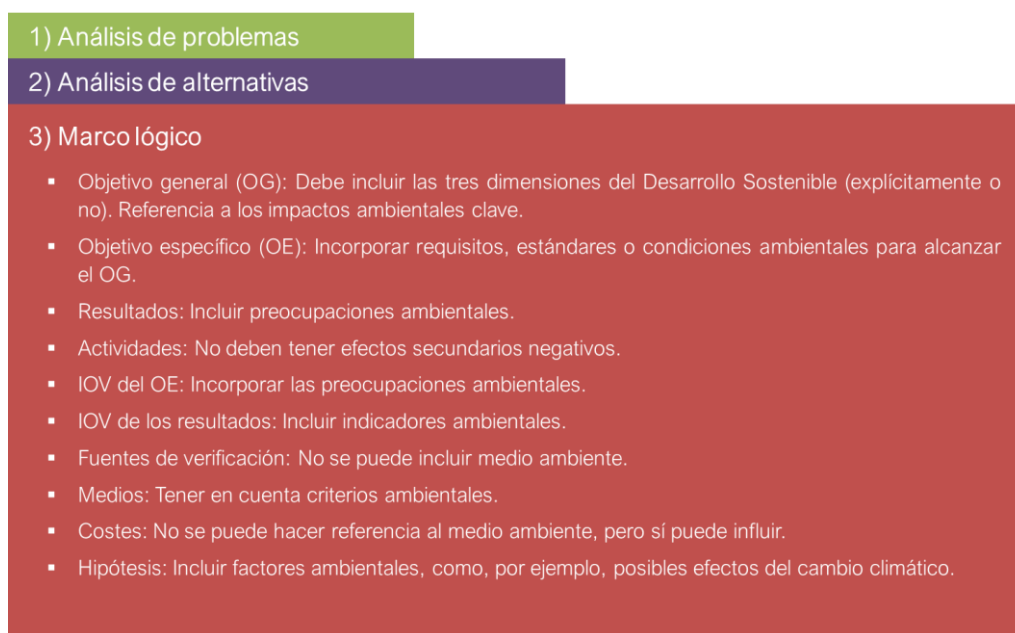 1) Análisis de problemas
2) Análisis de alternativas
3) Marco lógico
▪ Objetivo general (OG): Debe incluir las tres dimensiones del Desarrollo Sostenible (explícitamente o
no). Referencia a los impactos ambientales clave.
▪ Objetivo específico (OE): Incorporar requisitos, estándares o condiciones ambientales para alcanzar
el OG.
▪ Resultados: Incluir preocupaciones ambientales.
▪ Actividades: No deben tener efectos secundarios negativos.
▪ IOV del OE: Incorporar las preocupaciones ambientales.
▪ IOV de los resultados: Incluir indicadores ambientales.
▪ Fuentes de verificación: No se puede incluir medio ambiente.
▪ Medios: Tener en cuenta criterios ambientales.
▪ Costes: No se puede hacer referencia al medio ambiente, pero sí puede influir.
▪ Hipótesis: Incluir factores ambientales, como, por ejemplo, posibles efectos del cambio climático.